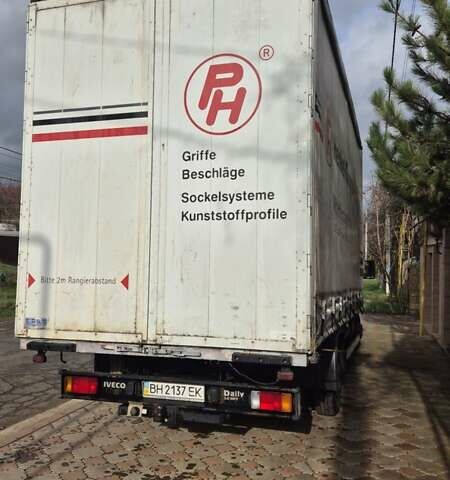 PH ®
Griffe
Beschläge
Sockelsysteme
Kunststoffprofile
Bitte 2m Rangierabstand
IVECO
BH 2137 EK
Daily